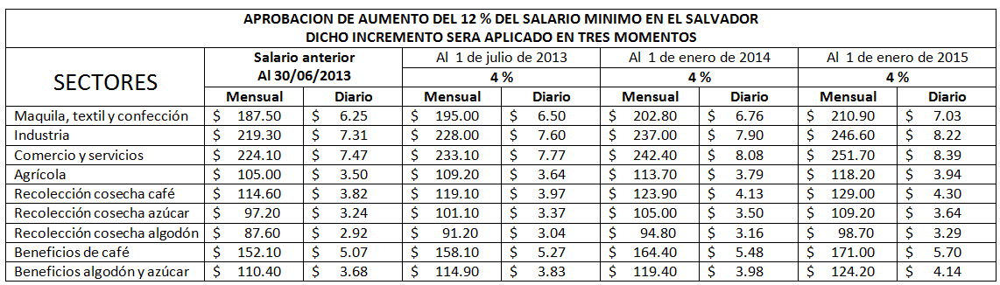 APROBACION DE AUMENTO DEL 12 % DEL SALARIO MINIMO EN EL SALVADOR
DICHO INCREMENTO SERA APLICADO EN TRES MOMENTOS
SECTORES
Salario anterior Al 1 de julio de 2013 Al 1 de enero de 2014 Al 1 de enero de 2015
Al 30/06/2013 4 % 4 % 4 %
Mensual Diario Mensual Diario Mensual Diario Mensual Diario
Maquila, textil y confección $ 187.50 $ 6.25 $ 195.00 $ 6.50 $ 202.80 $ 6.76 $ 210.90 $ 7.03
Industria $ 219.30 $ 7.31 $ 228.00 $ 7.60 $ 237.00 $ 7.90 $ 246.60 $ 8.22
Comercio y servicios $ 224.10 $ 7.47 $ 233.10 $ 7.77 $ 242.40 $ 8.08 $ 251.70 $ 8.39
Agrícola $ 105.00 $ 3.50 $ 109.20 $ 3.64 $ 113.70 $ 3.79 $ 118.20 $ 3.94
Recolección cosecha café $ 114.60 $ 3.82 $ 119.10 $ 3.97 $ 123.90 $ 4.13 $ 129.00 $ 4.30
Recolección cosecha azúcar $ 97.20 $ 3.24 $ 101.10 $ 3.37 $ 105.00 $ 3.50 $ 109.20 $ 3.64
Recolección cosecha algodón $ 87.60 $ 2.92 $ 91.20 $ 3.04 $ 94.80 $ 3.16 $ 98.70 $ 3.29
Beneficios de café $ 152.10 $ 5.07 $ 158.10 $ 5.27 $ 164.40 $ 5.48 $ 171.00 $ 5.70
Beneficios algodón y azúcar $ 110.40 $ 3.68 $ 114.90 $ 3.83 $ 119.40 $ 3.98 $ 124.20 $ 4.14